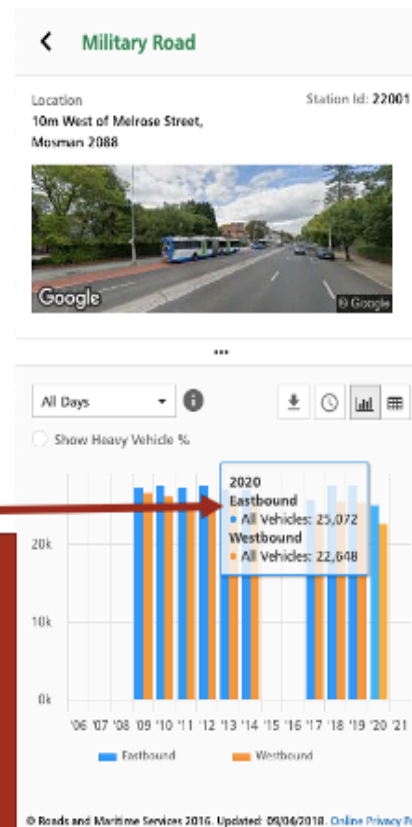 Military Road
Location
Station Id: 22001
10m West of Melrose Street,
Mosman 2088
Google
© Google
...
All Days
Show Heavy Vehicle %
2020
Eastbound
• All Vehicles: 25,072
Westbound
• All Vehicles: 22,648
20k
10k
0k
'06 '07 '08 '09 '10 '11 '12 '13 '14 '15 '16 '17 '18 '19 '20 '21
Eastbound
Westbound
© Roads and Maritime Services 2016. Updated: 09/04/2018. Online Privacy